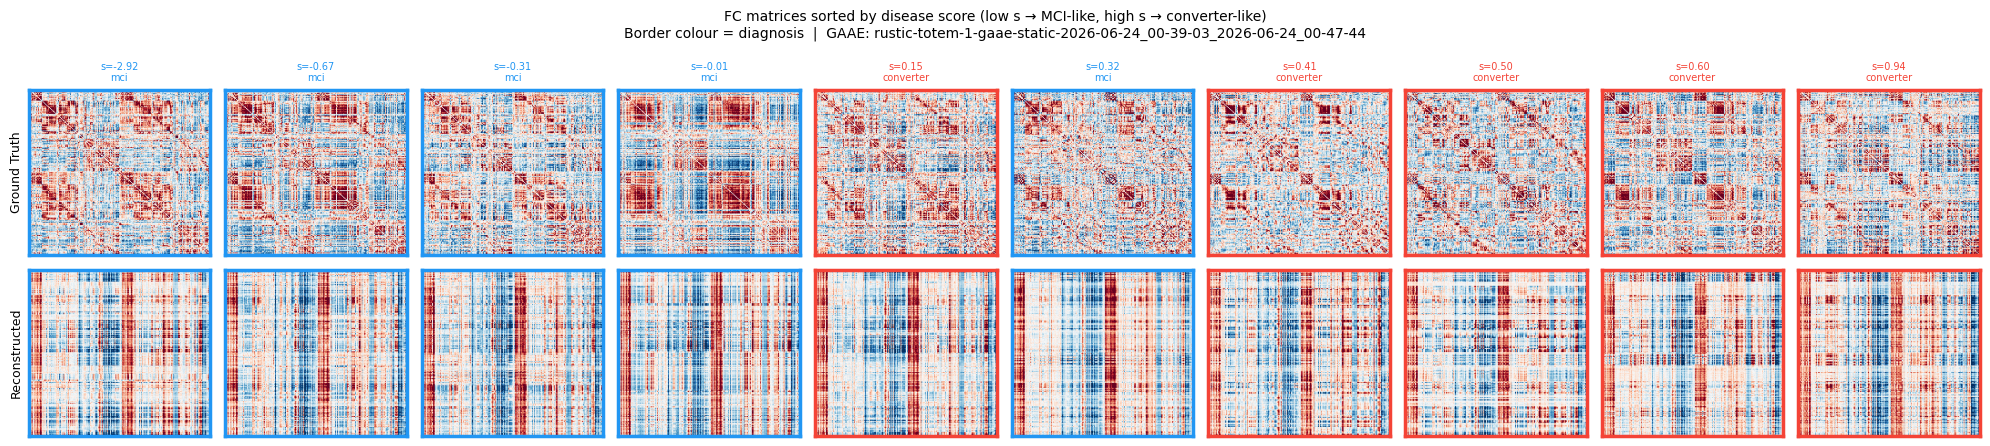 FC matrices sorted by disease score (low s → MCI-like, high s → converter-like)
Border colour = diagnosis | GAAE: rustic-totem-1-gaae-static-2026-06-24_00-39-03_2026-06-24_00-47-44
s=-2.92
mci
s=-0.67
mci
s=-0.31
mci
s=-0.01
mci
s=0.15
converter
s=0.32
mci
s=0.41
converter
s=0.50
converter
s=0.60
converter
s=0.94
converter
Ground Truth
Reconstructed